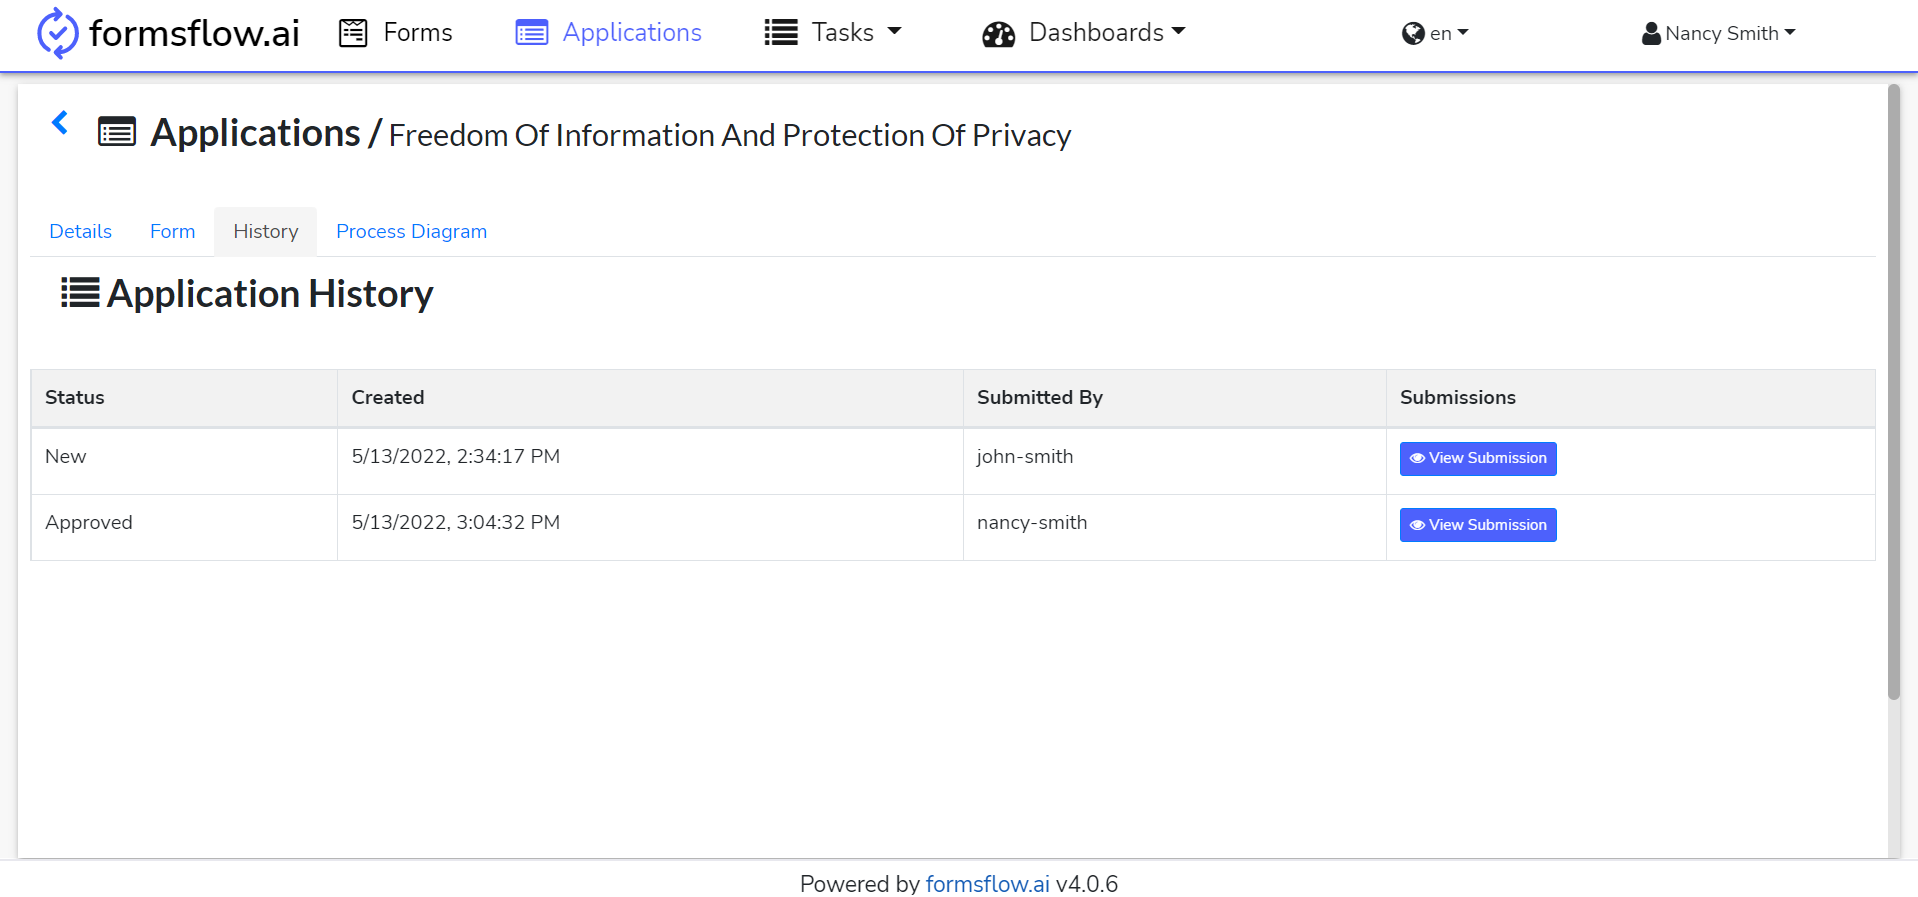 formsflow.ai Forms Applications Tasks Dashboards en Nancy Smith
Applications / Freedom Of Information And Protection Of Privacy
Details Form History Process Diagram
Application History
Status Created Submitted By Submissions
New 5/13/2022, 2:34:17 PM john-smith View Submission
Approved 5/13/2022, 3:04:32 PM nancy-smith View Submission
Powered by formsflow.ai v4.0.6